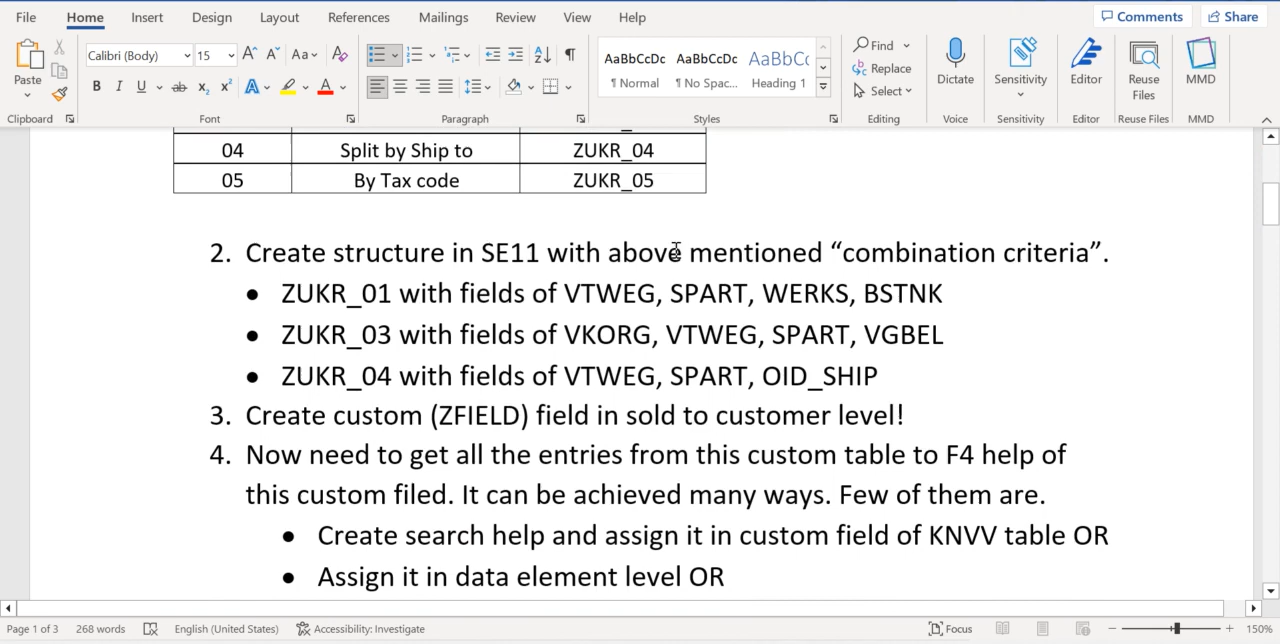 File Home Insert Design Layout References Mailings Review View Help Comments Share
Calibri (Body) 15 Aa
AaBbCcDc AaBbCcDc AaBbCc
Find
Replace
Select
Paste
B I U ab x₂ x² A A
¶ Normal ¶ No Spac... Heading 1
Dictate Sensitivity Editor Reuse Files MMD
Clipboard Font Paragraph Styles Editing Voice Sensitivity Editor Reuse Files MMD
04 Split by Ship to ZUKR_04
05 By Tax code ZUKR_05
2. Create structure in SE11 with above mentioned “combination criteria”.
● ZUKR_01 with fields of VTWEG, SPART, WERKS, BSTNK
● ZUKR_03 with fields of VKORG, VTWEG, SPART, VGBEL
● ZUKR_04 with fields of VTWEG, SPART, OID_SHIP
3. Create custom (ZFIELD) field in sold to customer level!
4. Now need to get all the entries from this custom table to F4 help of
this custom filed. It can be achieved many ways. Few of them are.
● Create search help and assign it in custom field of KNVV table OR
● Assign it in data element level OR
Page 1 of 3 268 words English (United States) Accessibility: Investigate Focus 150%